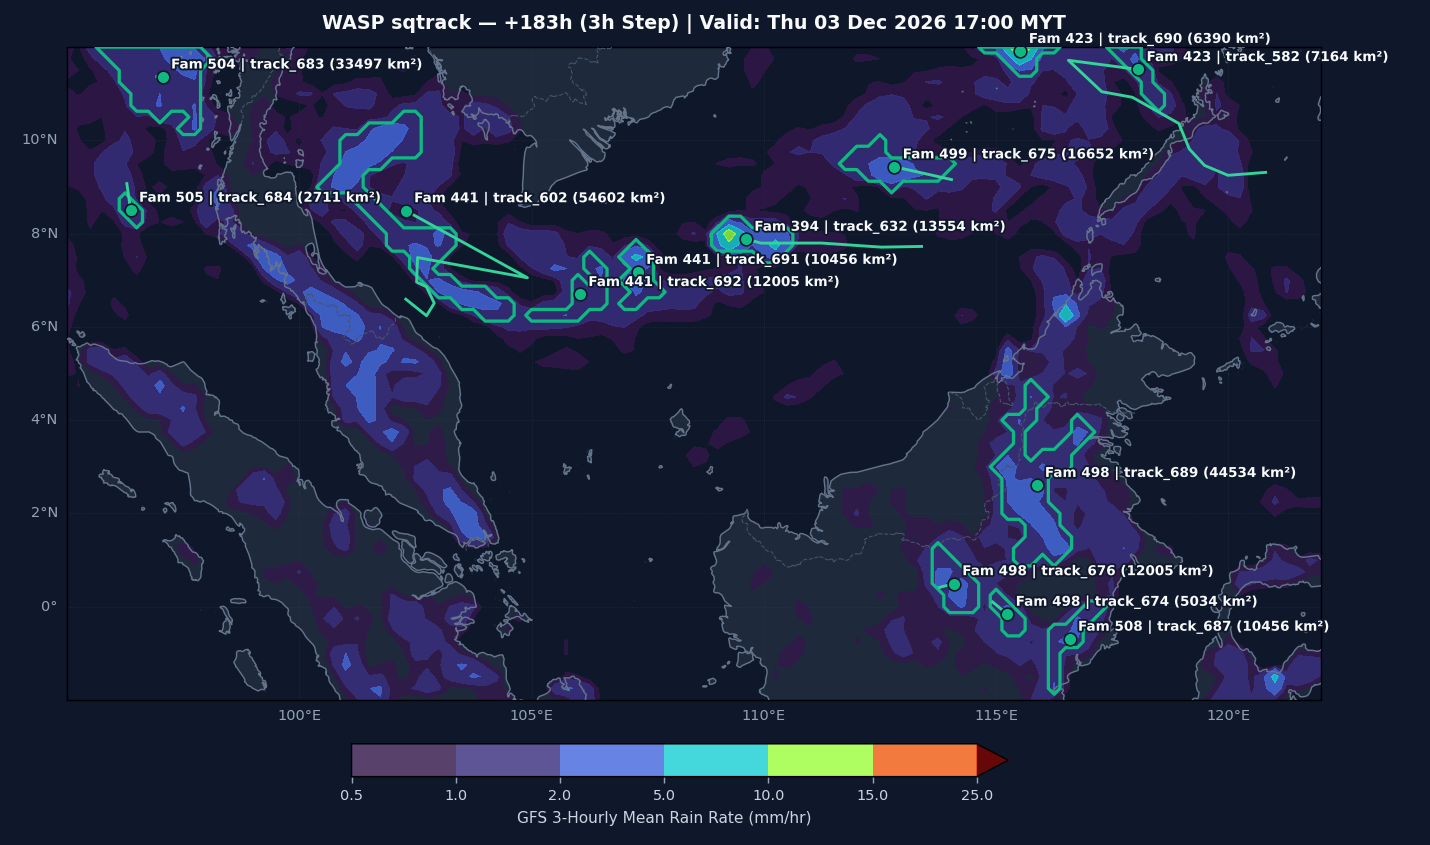 WASP sqtrack — +183h (3h Step) | Valid: Thu 03 Dec 2026 17:00 MYT
Fam 423 | track_690 (6390 km²)
Fam 423 | track_582 (7164 km²)
Fam 504 | track_683 (33497 km²)
10°N
Fam 499 | track_675 (16652 km²)
Fam 505 | track_684 (2711 km²)
Fam 441 | track_602 (54602 km²)
8°N
Fam 394 | track_632 (13554 km²)
Fam 441 | track_691 (10456 km²)
Fam 441 | track_692 (12005 km²)
6°N
4°N
Fam 498 | track_689 (44534 km²)
2°N
Fam 498 | track_676 (12005 km²)
Fam 498 | track_674 (5034 km²)
0°
Fam 508 | track_687 (10456 km²)
100°E 105°E 110°E 115°E 120°E
0.5 1.0 2.0 5.0 10.0 15.0 25.0
GFS 3-Hourly Mean Rain Rate (mm/hr)